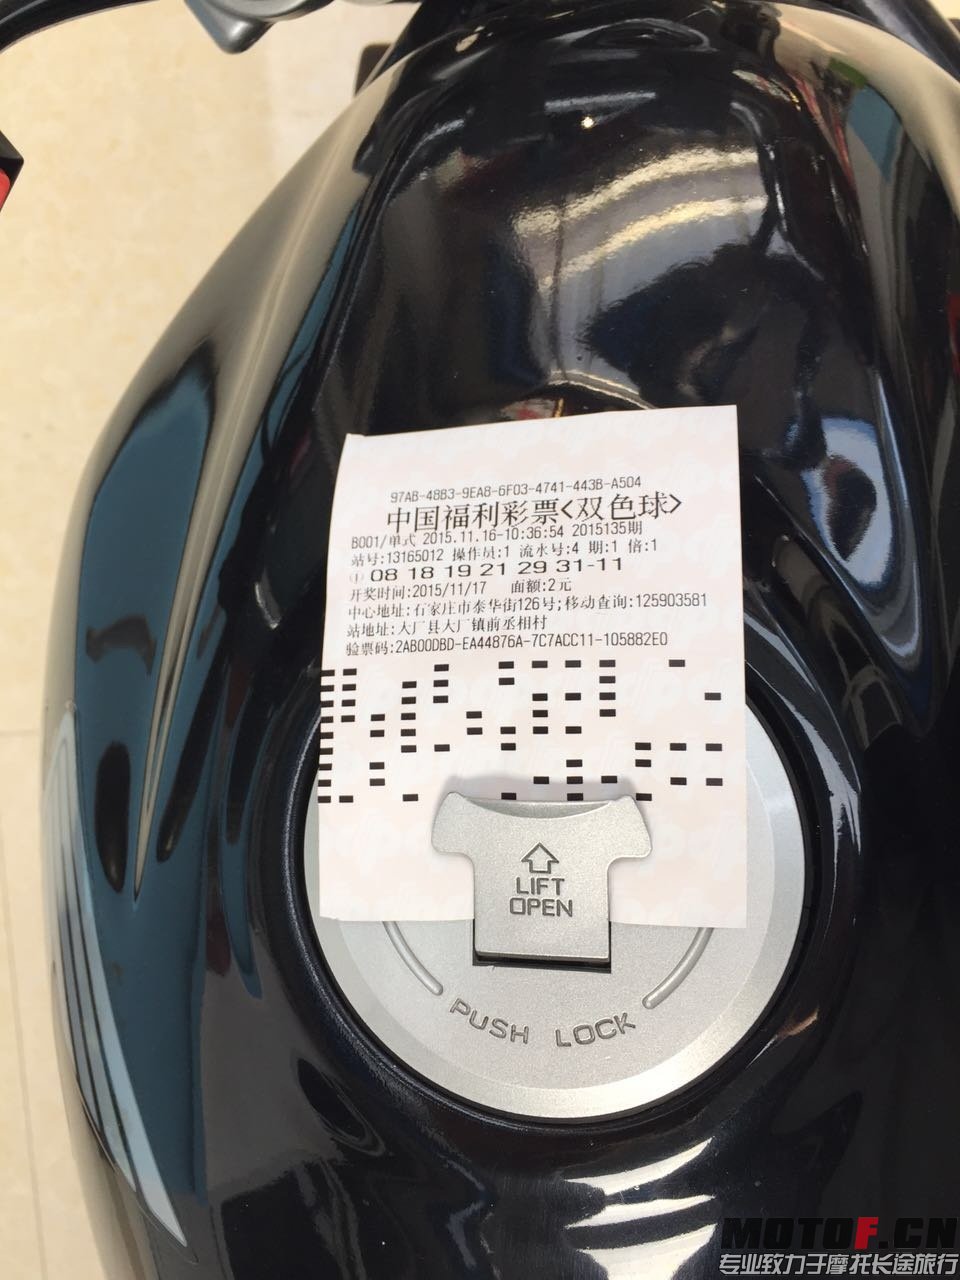 97AB-48B3-9EA8-6F03-4741-443B-A504
中国福利彩票<双色球>
B001/单式 2015.11.16-10:36:54 2015135期
站号:13165012 操作员:1 流水号:4 期:1 倍:1
① 08 18 19 21 29 31-11
开奖时间:2015/11/17 面额:2元
中心地址:石家庄市泰华街126号;移动查询:125903581
站地址:大厂县大厂镇前丞相村
验票码:2AB00DBD-EA44876A-7C7ACC11-105882E0
LIFT
OPEN
PUSH LOCK
MOTOF.CN
专业致力于摩托长途旅行